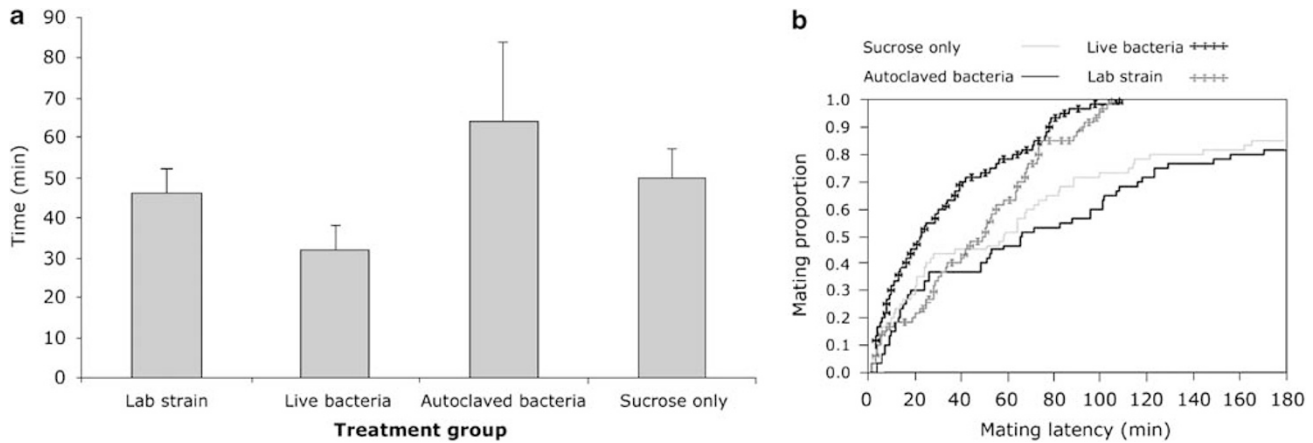 a
90
80
70
60
50
40
30
20
10
0
Time (min)
Lab strain Live bacteria Autoclaved bacteria Sucrose only
Treatment group
b
Sucrose only Live bacteria
Autoclaved bacteria Lab strain
1.0
0.9
0.8
0.7
0.6
0.5
0.4
0.3
0.2
0.1
0.0
Mating proportion
0 20 40 60 80 100 120 140 160 180
Mating latency (min)